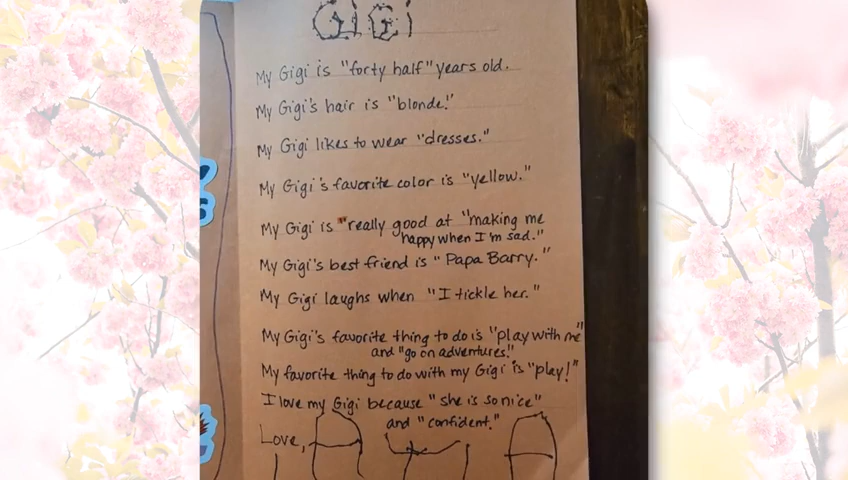 GiGi
My Gigi is "forty half" years old.
My Gigi's hair is "blonde."
My Gigi likes to wear "dresses."
My Gigi's favorite color is "yellow."
My Gigi is "really good at "making me
happy when I'm sad."
My Gigi's best friend is "Papa Barry."
My Gigi laughs when "I tickle her."
My Gigi's favorite thing to do is "play with me"
and "go on adventures."
My favorite thing to do with my Gigi is "play!"
I love my Gigi because "she is so nice"
and "confident."
Love,